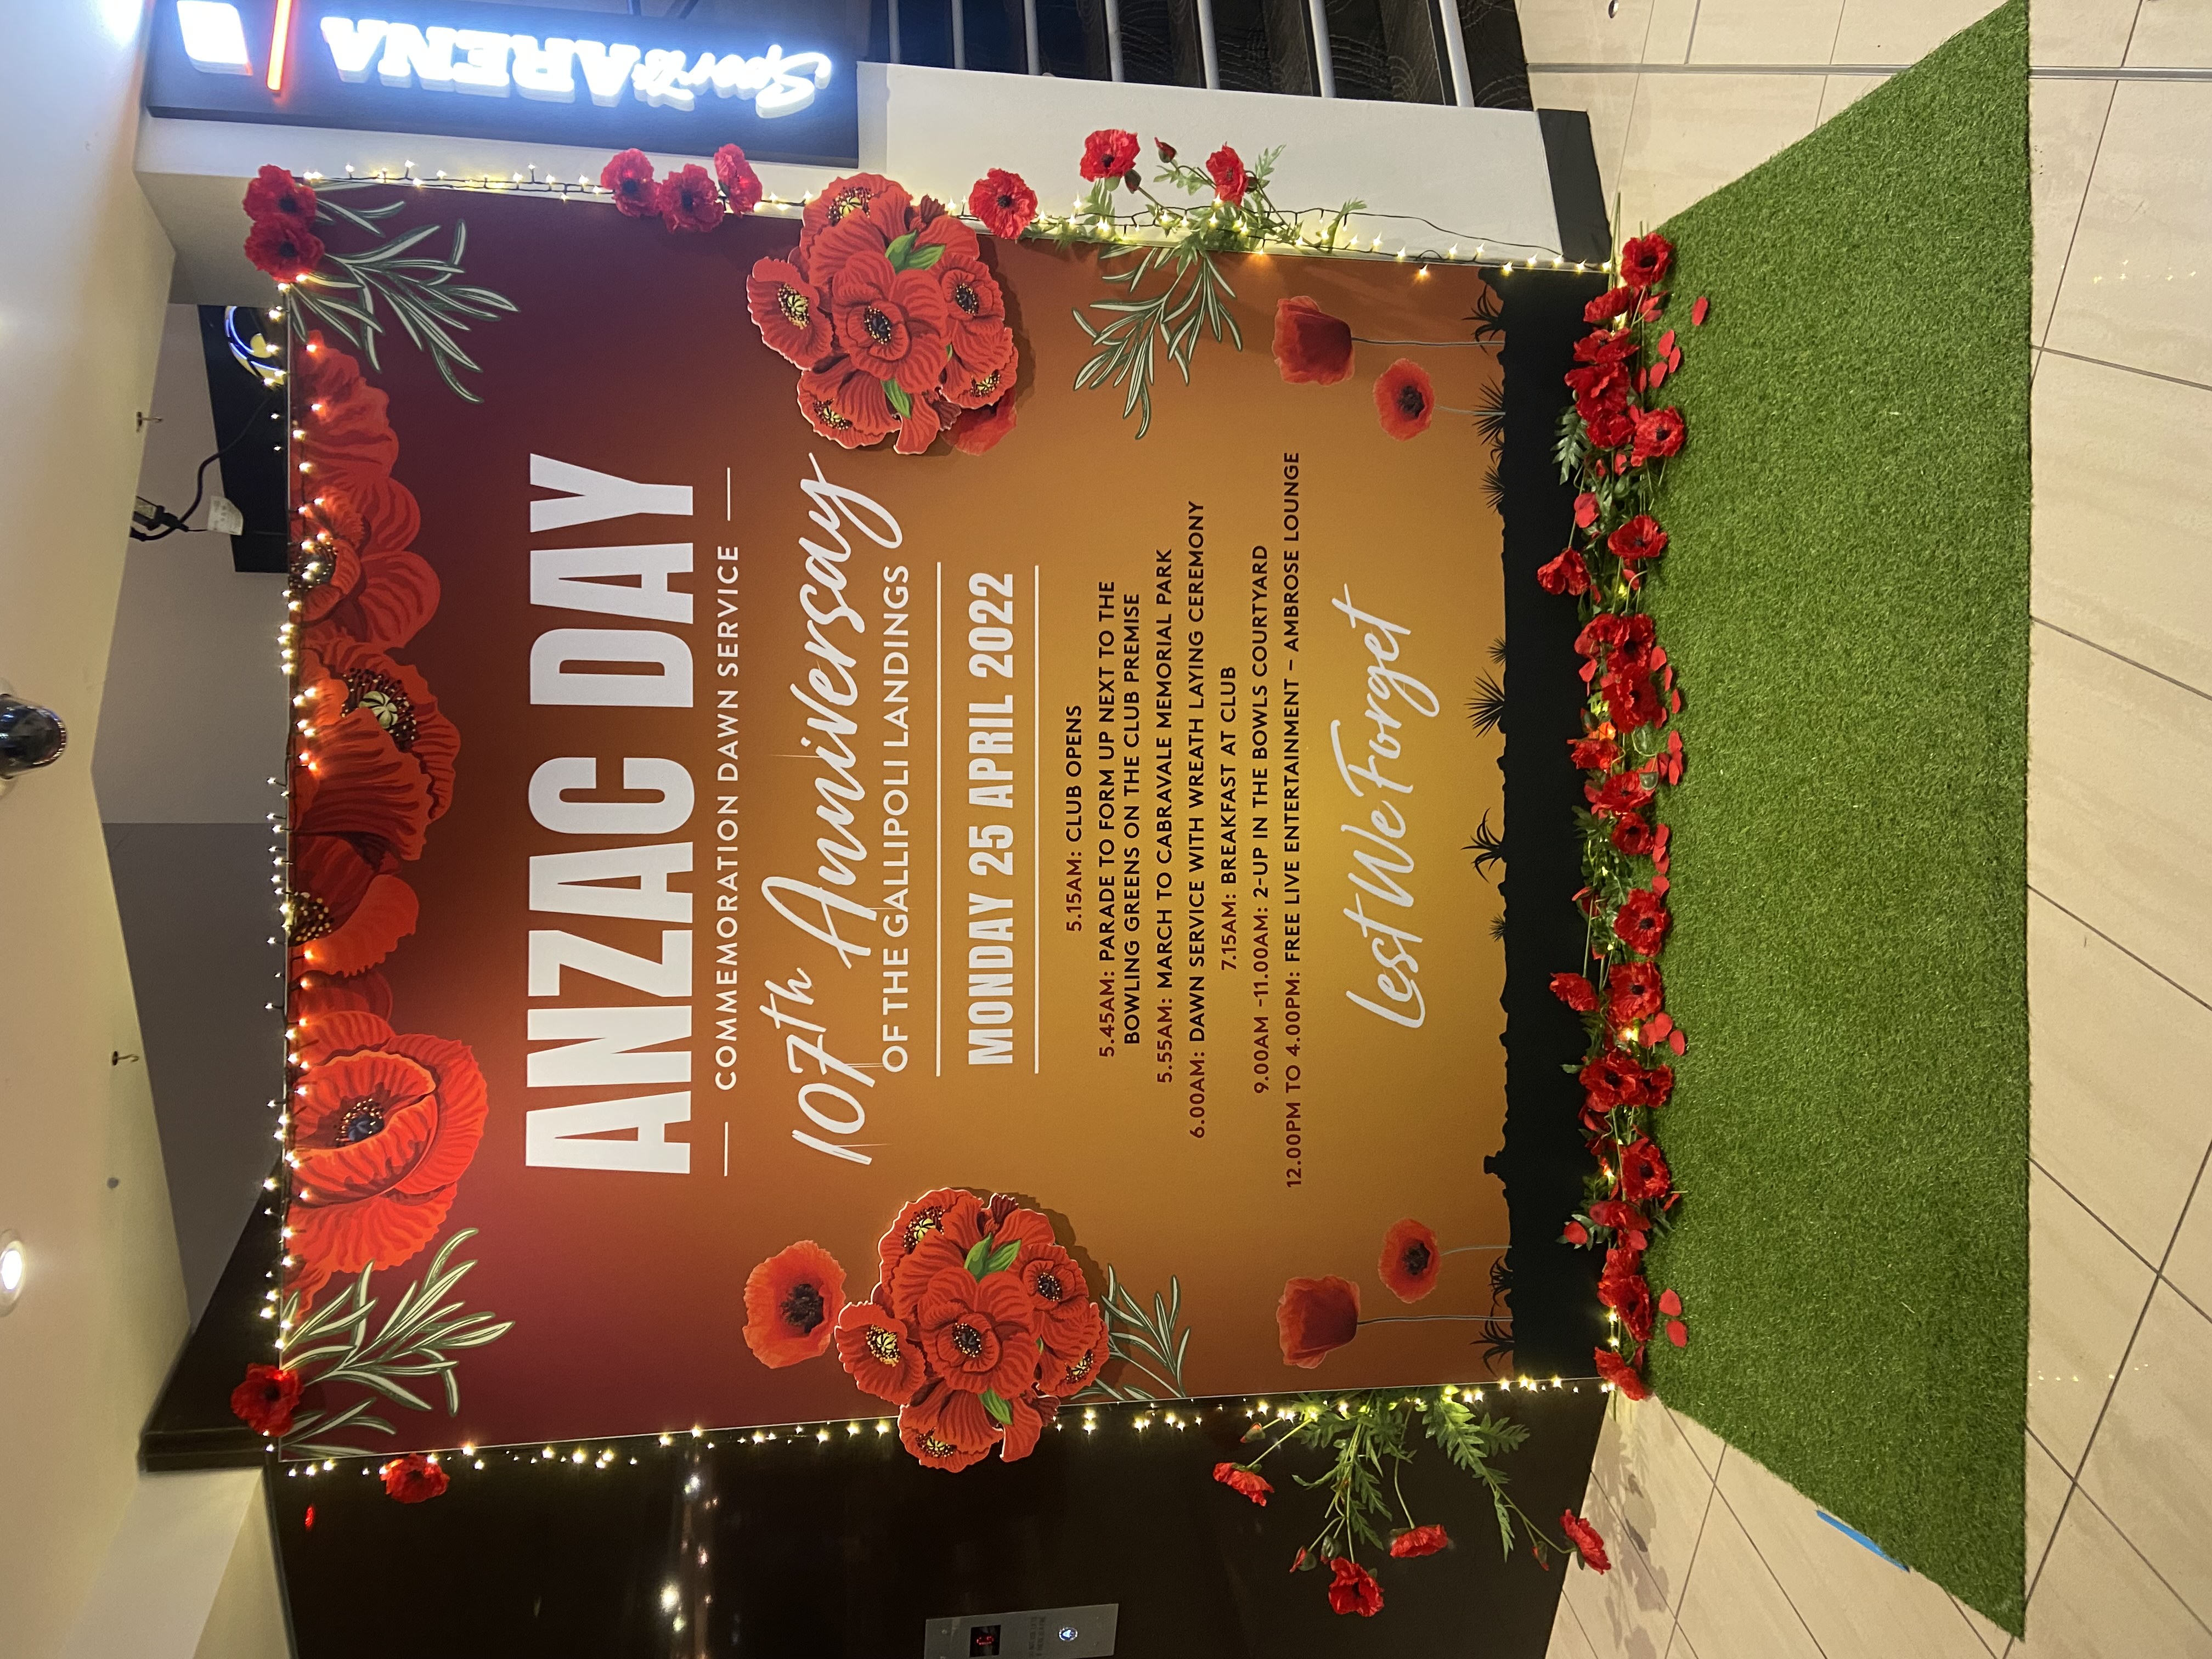 ANZAC DAY
COMMEMORATION DAWN SERVICE
107th Anniversay
OF THE GALLIPOLI LANDINGS
MONDAY 25 APRIL 2022
5.15AM: CLUB OPENS
5.45AM: PARADE TO FORM UP NEXT TO THE
BOWLING GREENS ON THE CLUB PREMISE
5.55AM: MARCH TO CABRAVALE MEMORIAL PARK
6.00AM: DAWN SERVICE WITH WREATH LAYING CEREMONY
7.15AM: BREAKFAST AT CLUB
9.00AM -11.00AM: 2-UP IN THE BOWLS COURTYARD
12.00PM TO 4.00PM: FREE LIVE ENTERTAINMENT – AMBROSE LOUNGE
Lest We Forget
Sports ARENA